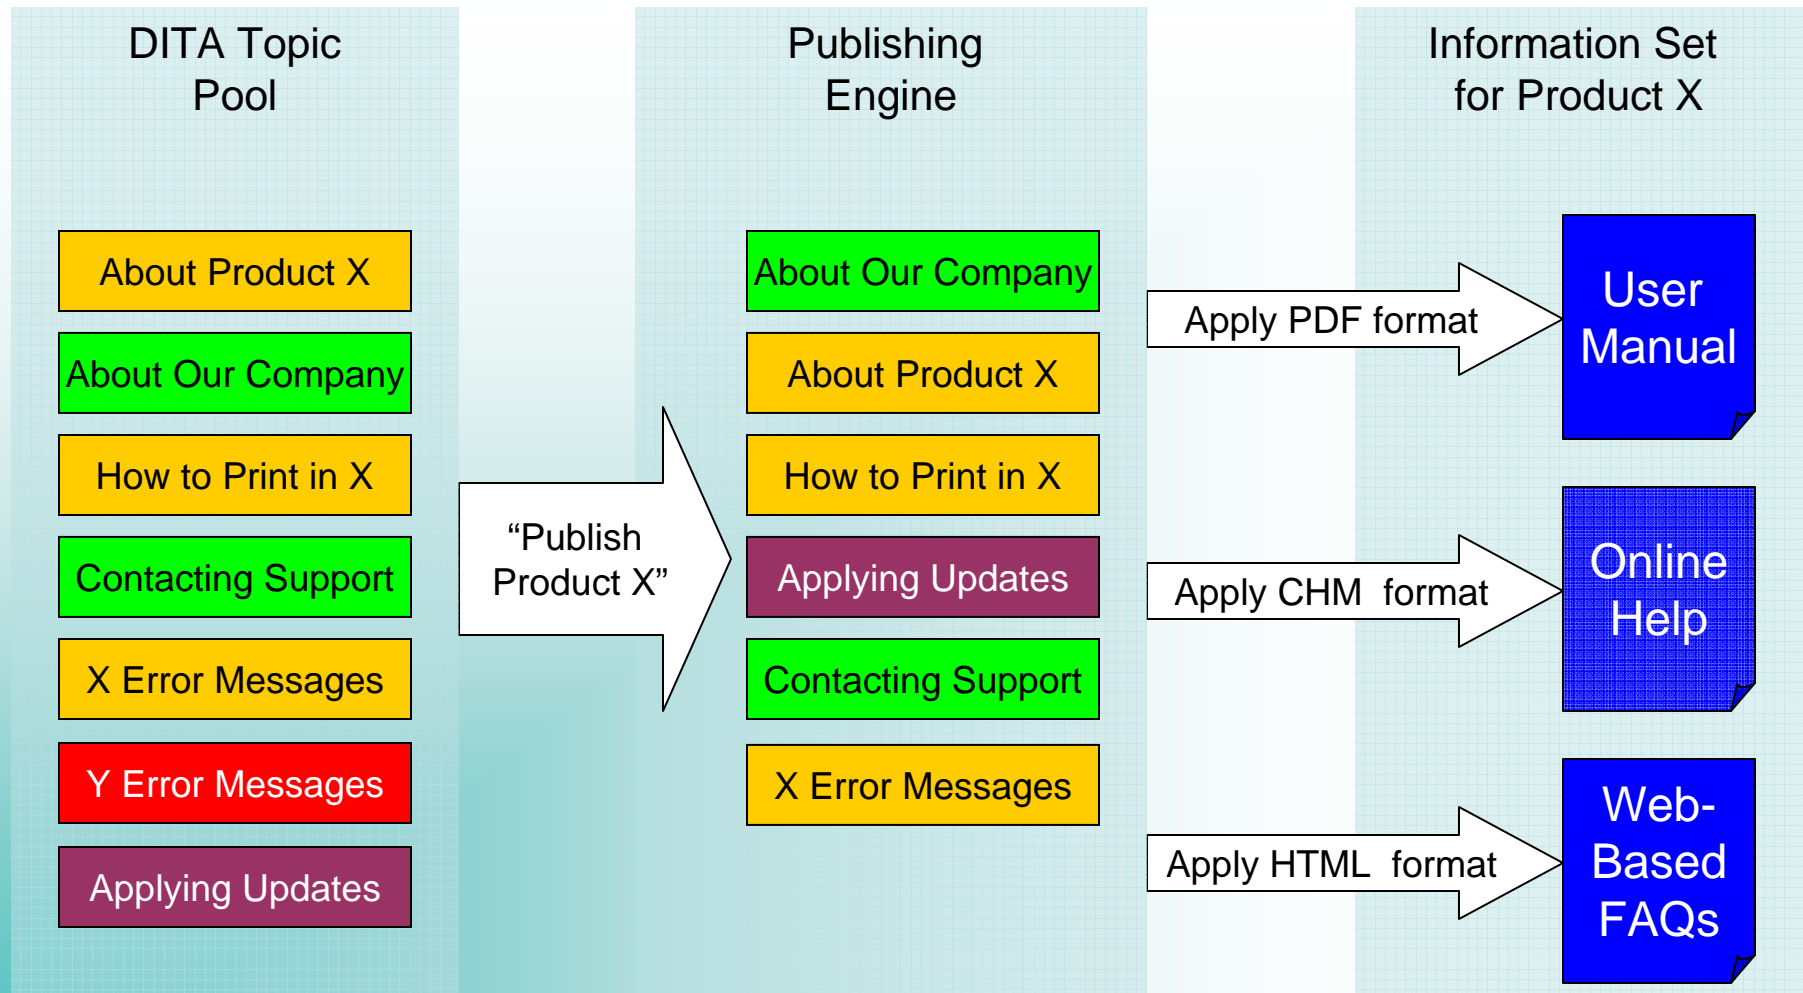 DITA Topic
Pool
About Product X
About Our Company
How to Print in X
Contacting Support
X Error Messages
Y Error Messages
Applying Updates
“Publish
Product X”
Publishing
Engine
About Our Company
About Product X
How to Print in X
Applying Updates
Contacting Support
X Error Messages
Apply PDF format
Apply CHM format
Apply HTML format
Information Set
for Product X
User
Manual
Online
Help
Web-
Based
FAQs